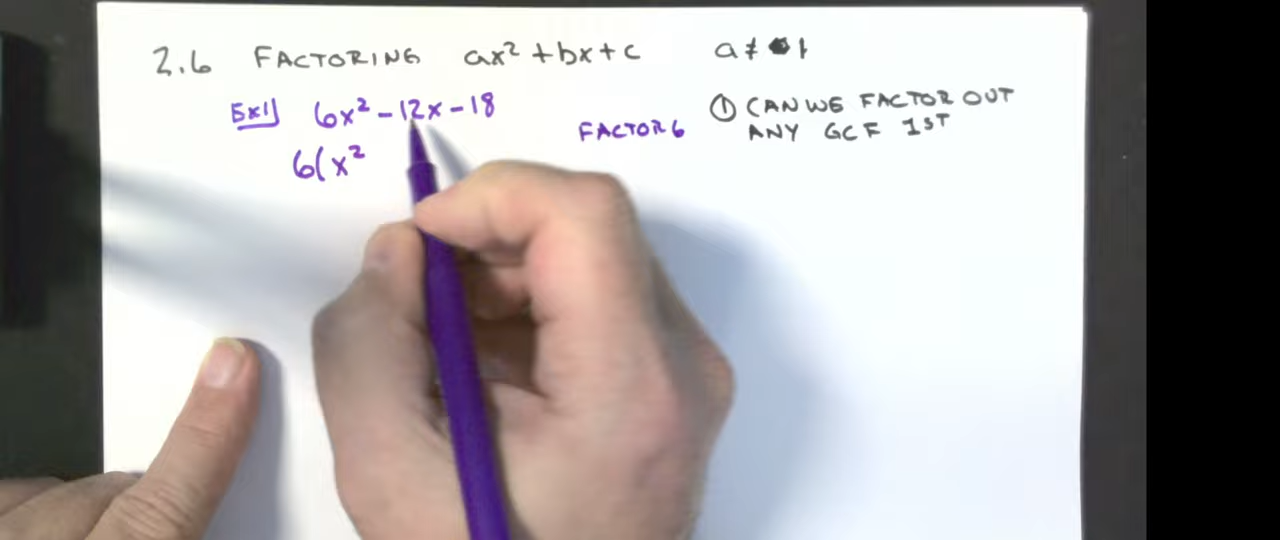 2.6 FACTORING ax² + bx + c a ≠ 1
Ex1) 6x² - 12x - 18
6(x²
FACTOR 6
① CAN WE FACTOR OUT
ANY GCF 1ST